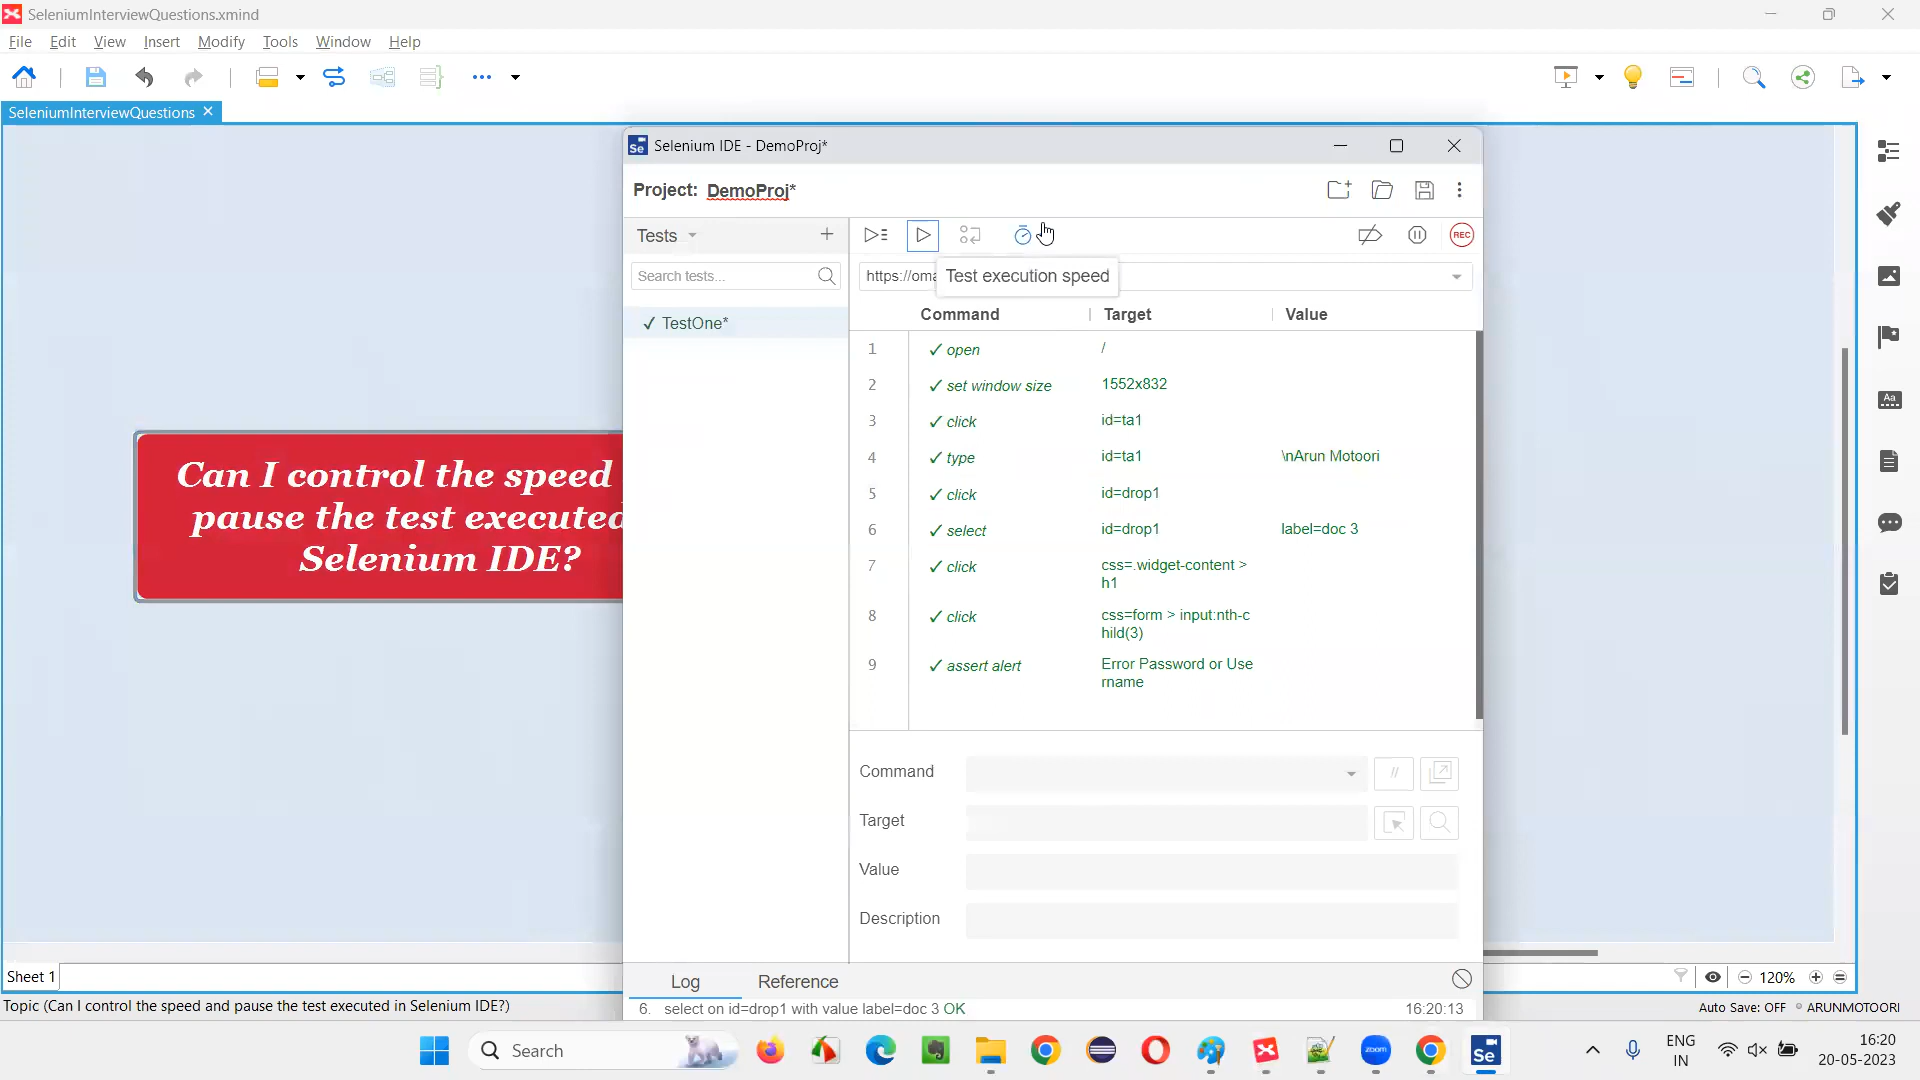 SeleniumInterviewQuestions.xmind
File Edit View Insert Modify Tools Window Help
SeleniumInterviewQuestions
Selenium IDE - DemoProj*
Project: DemoProj*
Tests
REC
Search tests...
https://oma
Test execution speed
✓ TestOne*
Command Target Value
1 ✓ open /
2 ✓ set window size 1552x832
3 ✓ click id=ta1
4 ✓ type id=ta1 \nArun Motoori
5 ✓ click id=drop1
6 ✓ select id=drop1 label=doc 3
7 ✓ click css=.widget-content >
h1
8 ✓ click css=form > input:nth-c
hild(3)
9 ✓ assert alert Error Password or Use
rname
Can I control the speed
pause the test executed
Selenium IDE?
Command
//
Target
Value
Description
Log Reference
6. select on id=drop1 with value label=doc 3 OK 16:20:13
Sheet 1
120%
Topic (Can I control the speed and pause the test executed in Selenium IDE?)
Auto Save: OFF ARUNMOTOORI
Search
zoom
Se
ENG
IN
16:20
20-05-2023